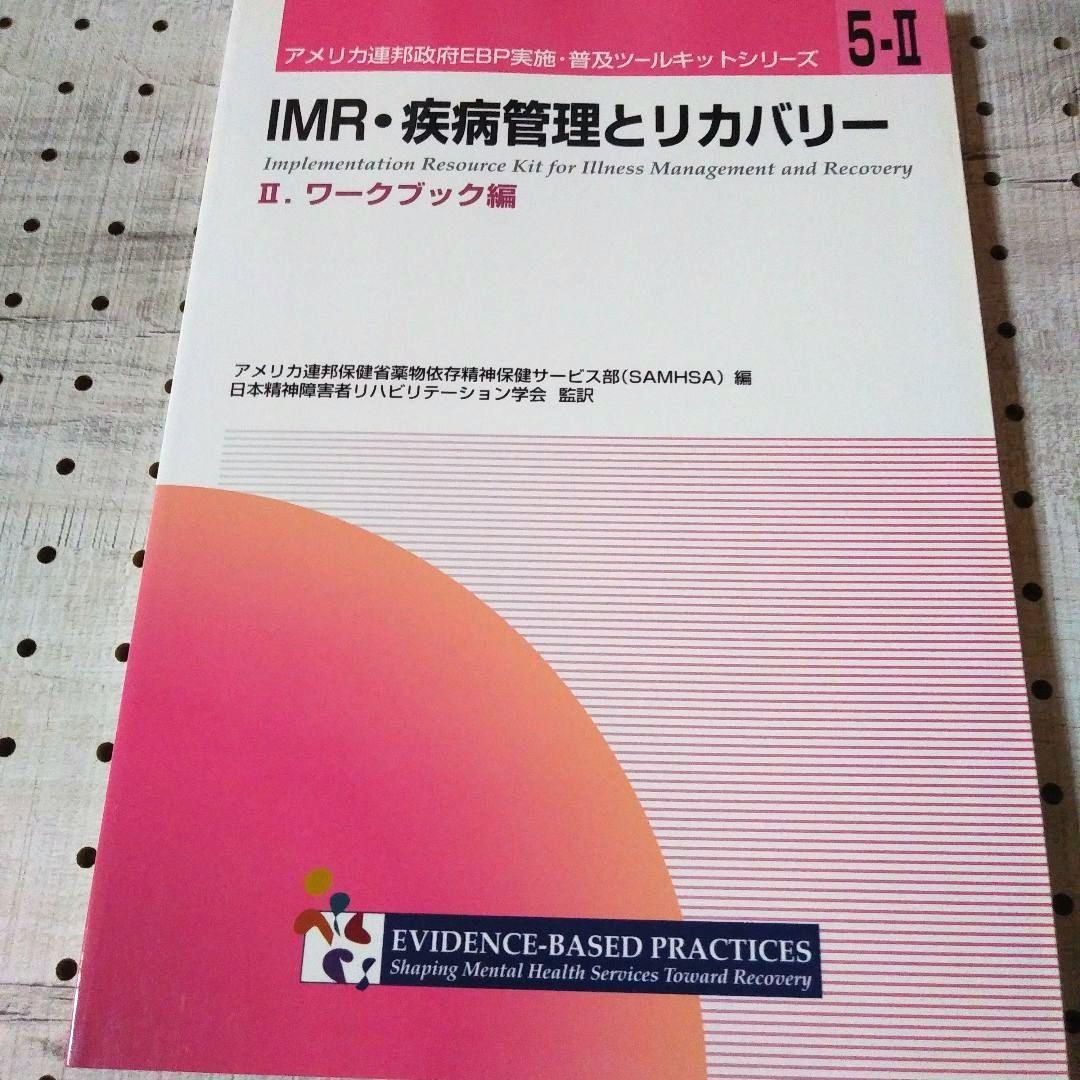 アメリカ連邦政府EBP実施・普及ツールキットシリーズ
5-Ⅱ
IMR・疾病管理とリカバリー
Implementation Resource Kit for Illness Management and Recovery
Ⅱ. ワークブック編
アメリカ連邦保健省薬物依存精神保健サービス部(SAMHSA) 編
日本精神障害者リハビリテーション学会 監訳
EVIDENCE-BASED PRACTICES
Shaping Mental Health Services Toward Recovery